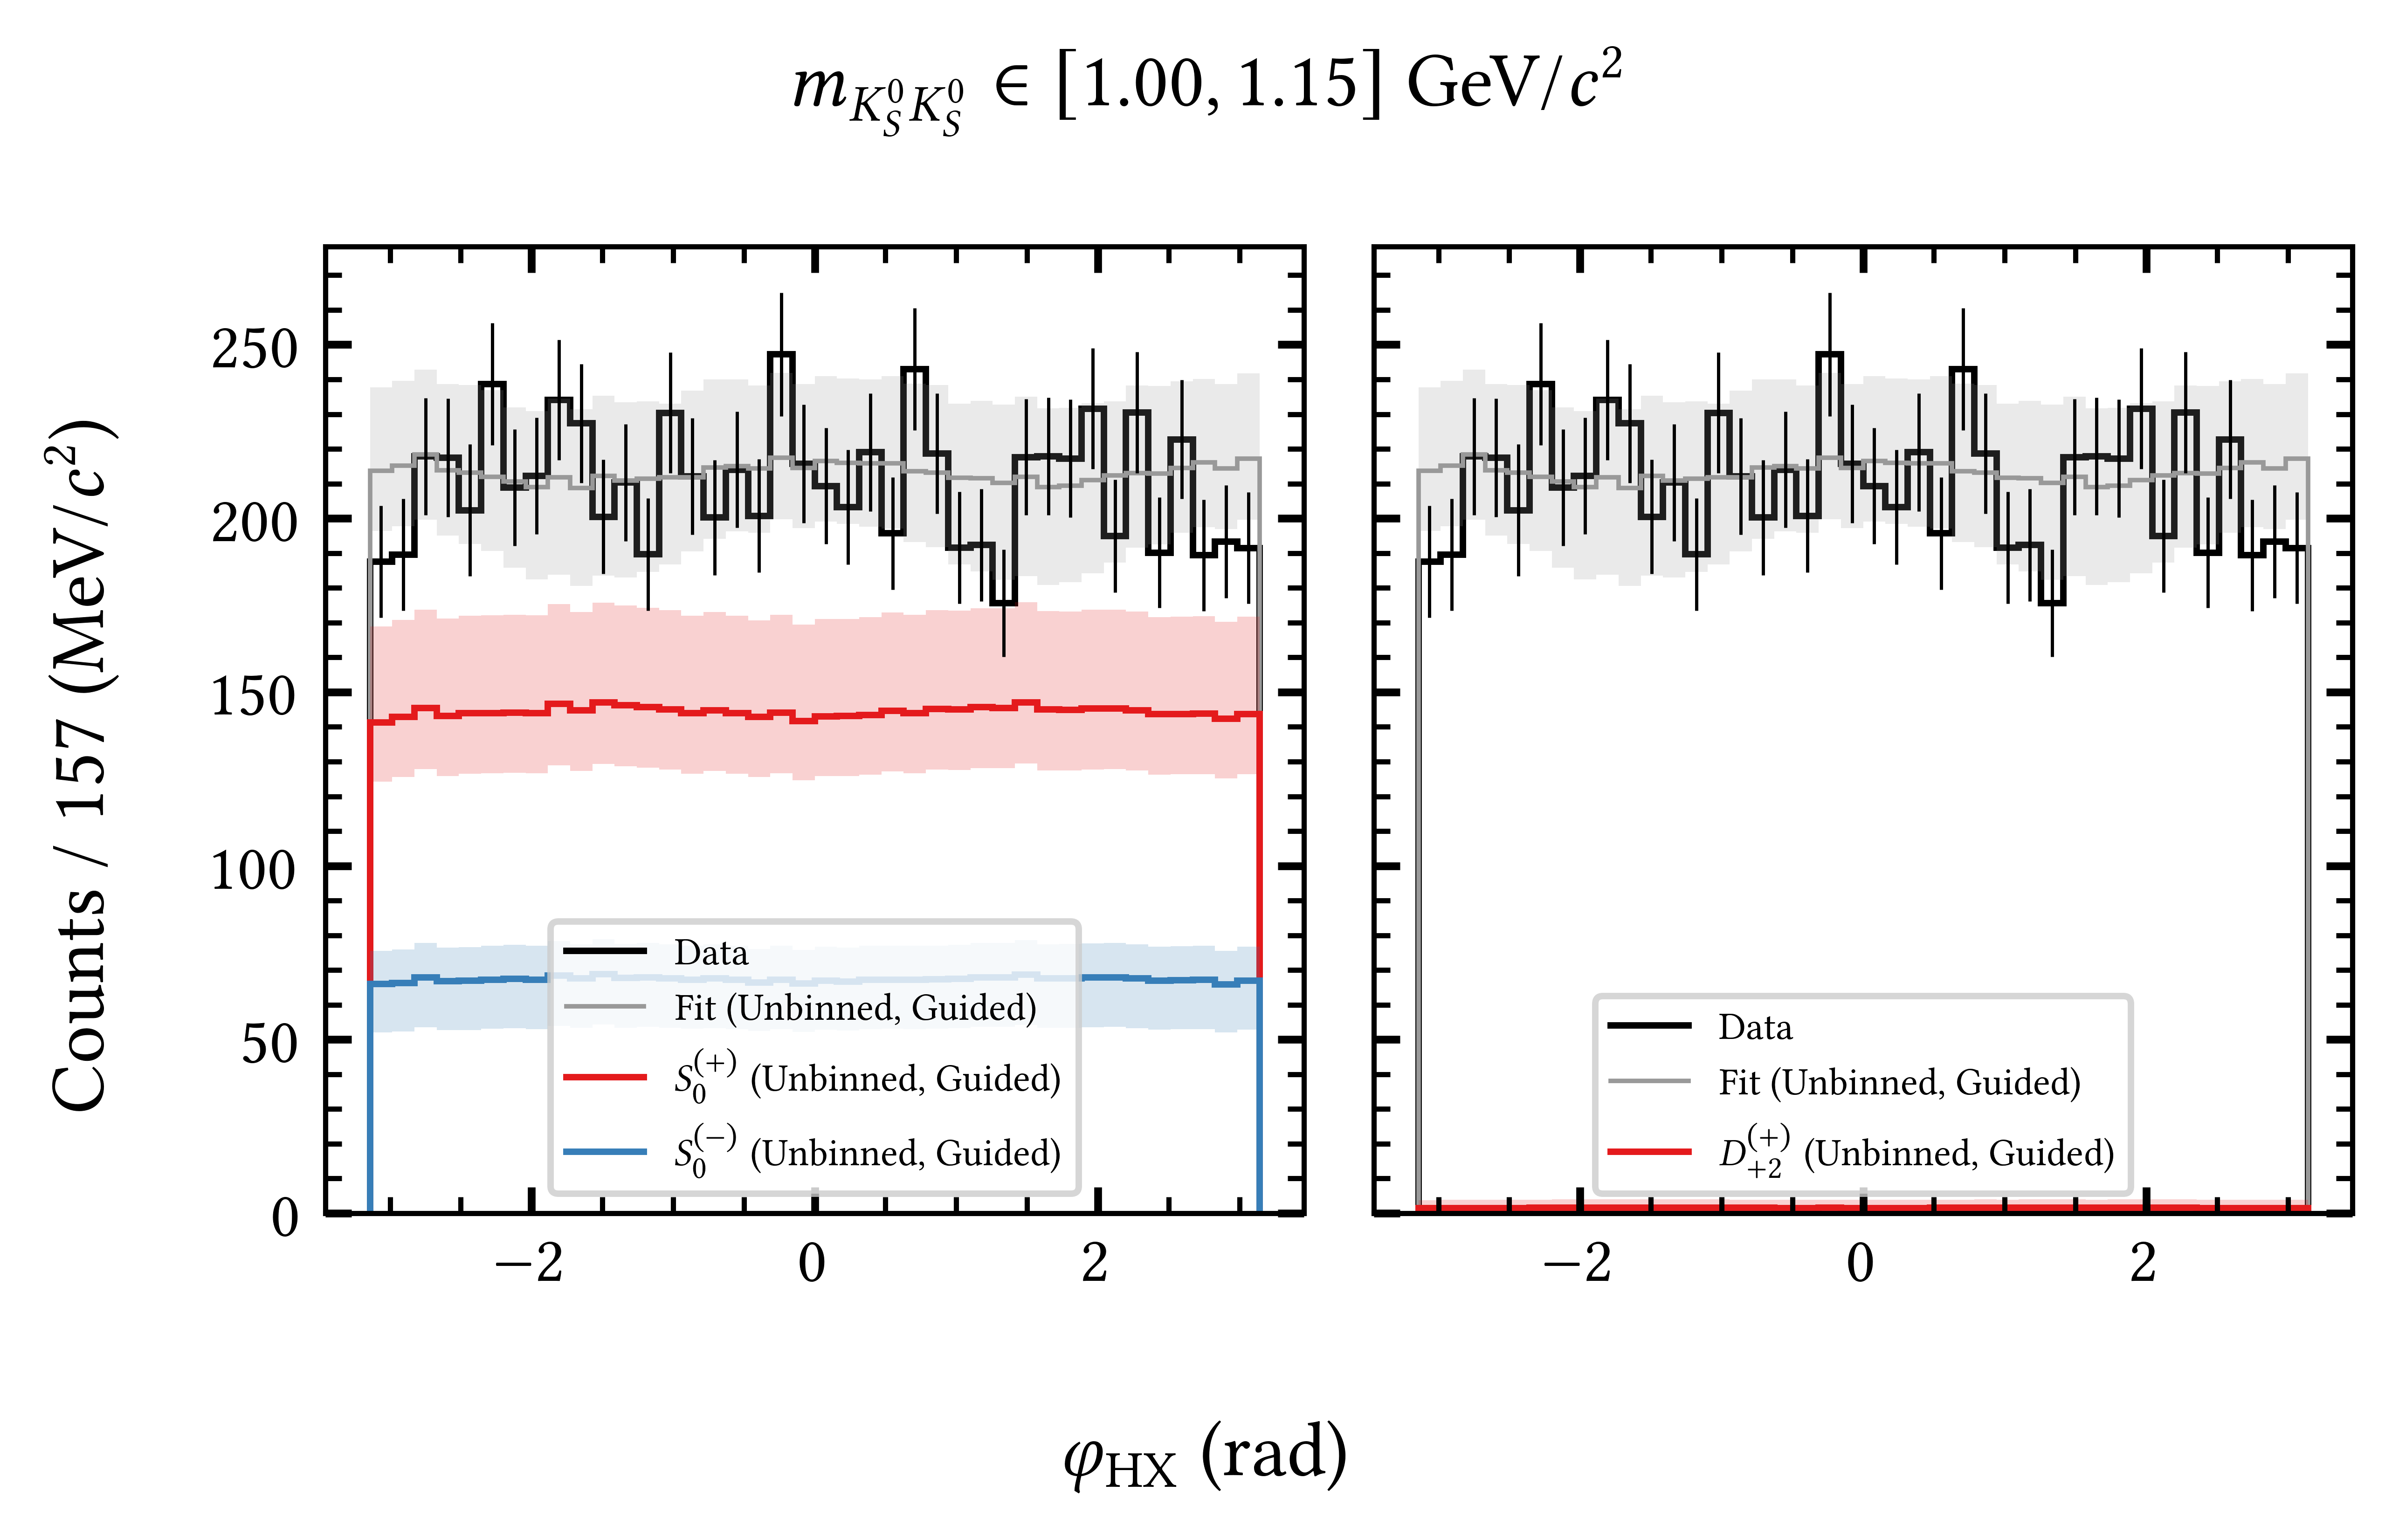 m_{K_S^0 K_S^0} ∈ [1.00, 1.15] GeV/c²
Counts / 157 (MeV/c²)
250
200
150
100
50
0
−2
0
2
Data
Fit (Unbinned, Guided)
S_0^{(+)} (Unbinned, Guided)
S_0^{(−)} (Unbinned, Guided)
−2
0
2
Data
Fit (Unbinned, Guided)
D_{+2}^{(+)} (Unbinned, Guided)
φ_{HX} (rad)